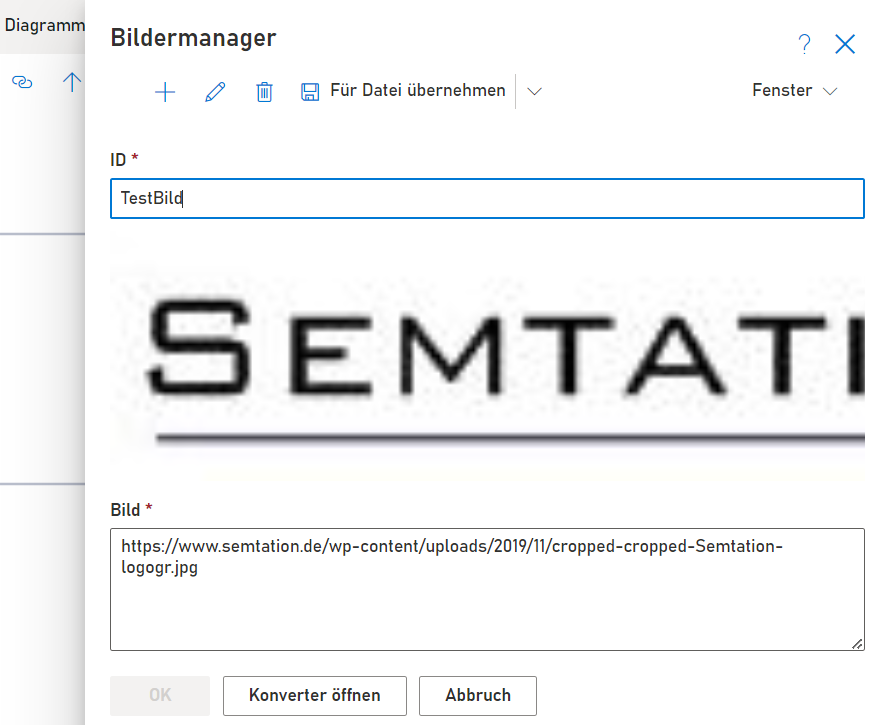 Diagramm
Bildermanager
Für Datei übernehmen
Fenster
ID *
TestBild
SEMTATI
Bild *
https://www.semtation.de/wp-content/uploads/2019/11/cropped-cropped-Semtation-
logogr.jpg
OK
Konverter öffnen
Abbruch